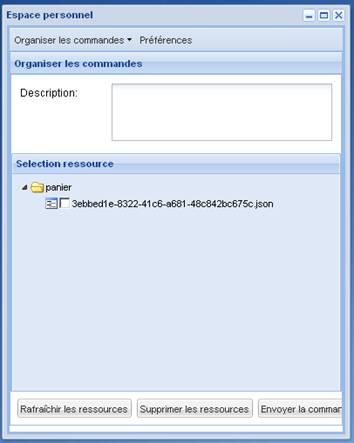 Espace personnel
Organiser les commandes Préférences
Organiser les commandes
Description:
Selection ressource
panier
3ebbed1e-8322-41c6-a681-48c842bc675c.json
Rafraîchir les ressources Supprimer les ressources Envoyer la comman